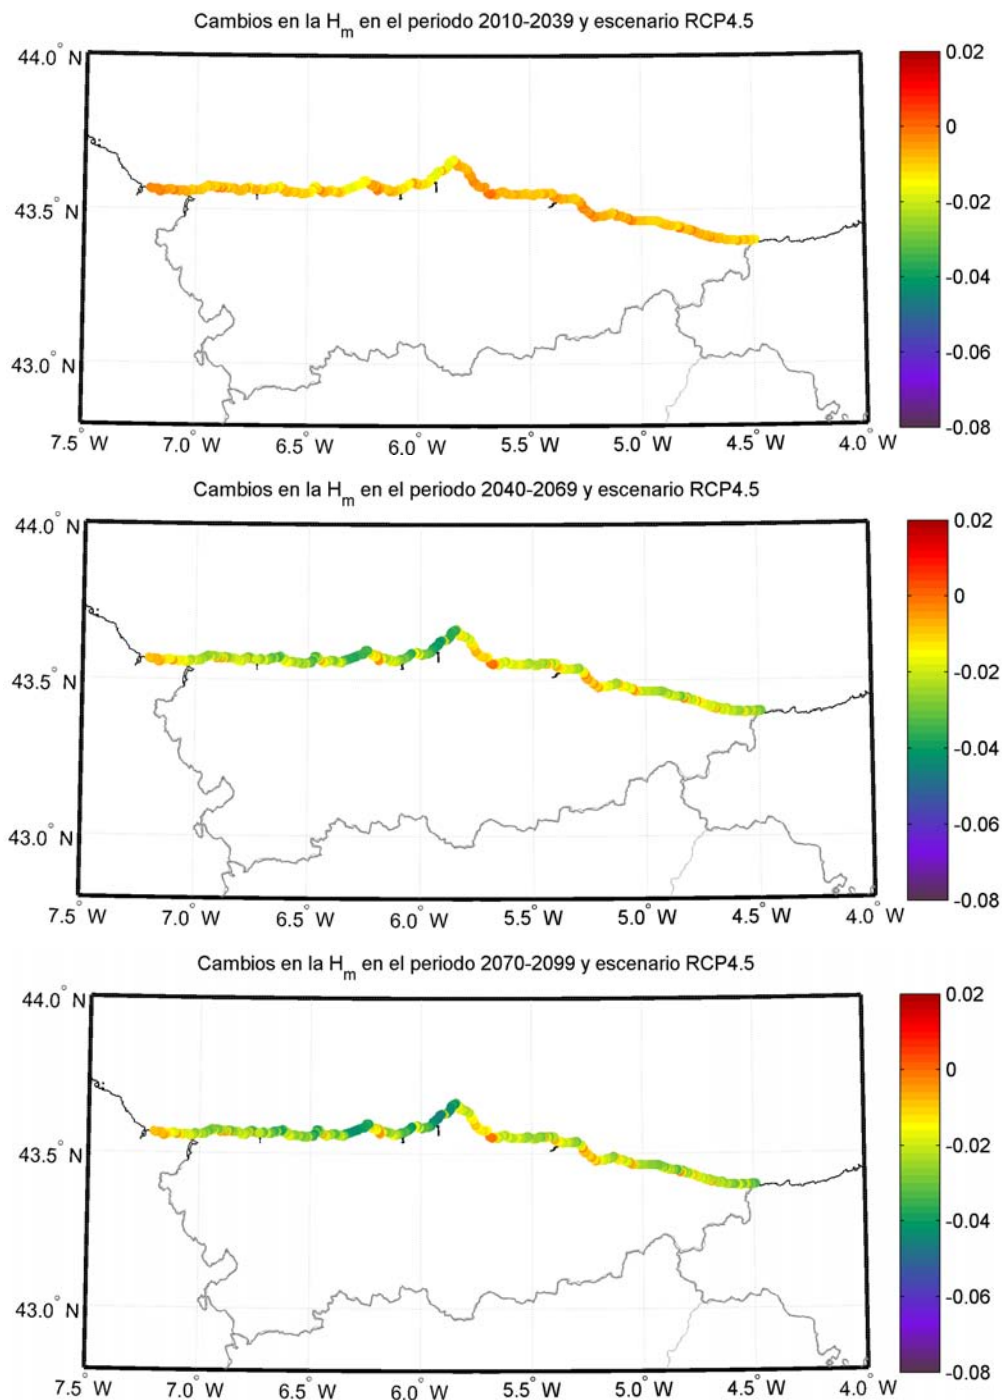 Cambios en la Hm en el periodo 2010-2039 y escenario RCP4.5
44.0° N
43.5° N
43.0° N
7.5° W 7.0° W 6.5° W 6.0° W 5.5° W 5.0° W 4.5° W 4.0° W
0.02
0
-0.02
-0.04
-0.06
-0.08
Cambios en la Hm en el periodo 2040-2069 y escenario RCP4.5
44.0° N
43.5° N
43.0° N
7.5° W 7.0° W 6.5° W 6.0° W 5.5° W 5.0° W 4.5° W 4.0° W
0.02
0
-0.02
-0.04
-0.06
-0.08
Cambios en la Hm en el periodo 2070-2099 y escenario RCP4.5
44.0° N
43.5° N
43.0° N
7.5° W 7.0° W 6.5° W 6.0° W 5.5° W 5.0° W 4.5° W 4.0° W
0.02
0
-0.02
-0.04
-0.06
-0.08